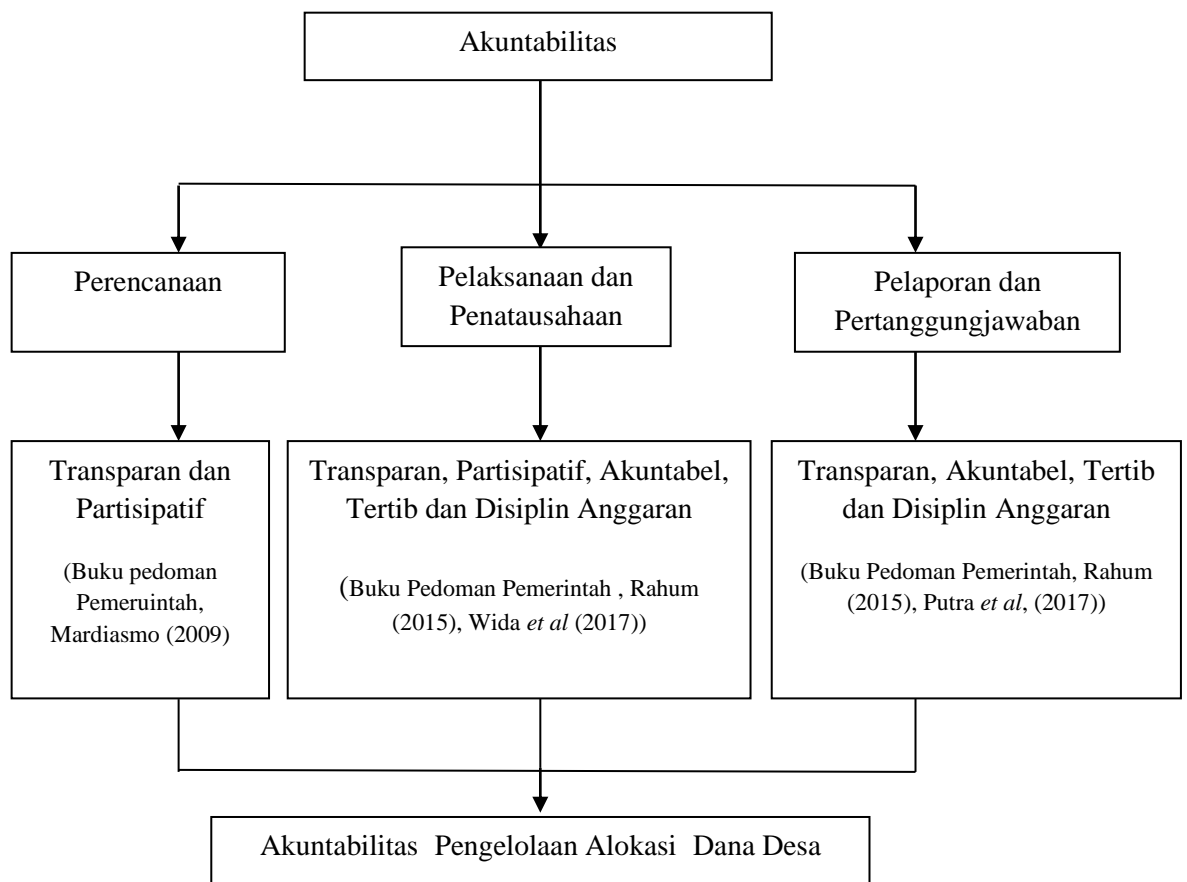 Akuntabilitas
Perencanaan
Pelaksanaan dan
Penatausahaan
Pelaporan dan
Pertanggungjawaban
Transparan dan
Partisipatif
(Buku pedoman
Pemeruintah,
Mardiasmo (2009)
Transparan, Partisipatif, Akuntabel,
Tertib dan Disiplin Anggaran
(Buku Pedoman Pemerintah , Rahum
(2015), Wida et al (2017))
Transparan, Akuntabel, Tertib
dan Disiplin Anggaran
(Buku Pedoman Pemerintah, Rahum
(2015), Putra et al, (2017))
Akuntabilitas Pengelolaan Alokasi Dana Desa